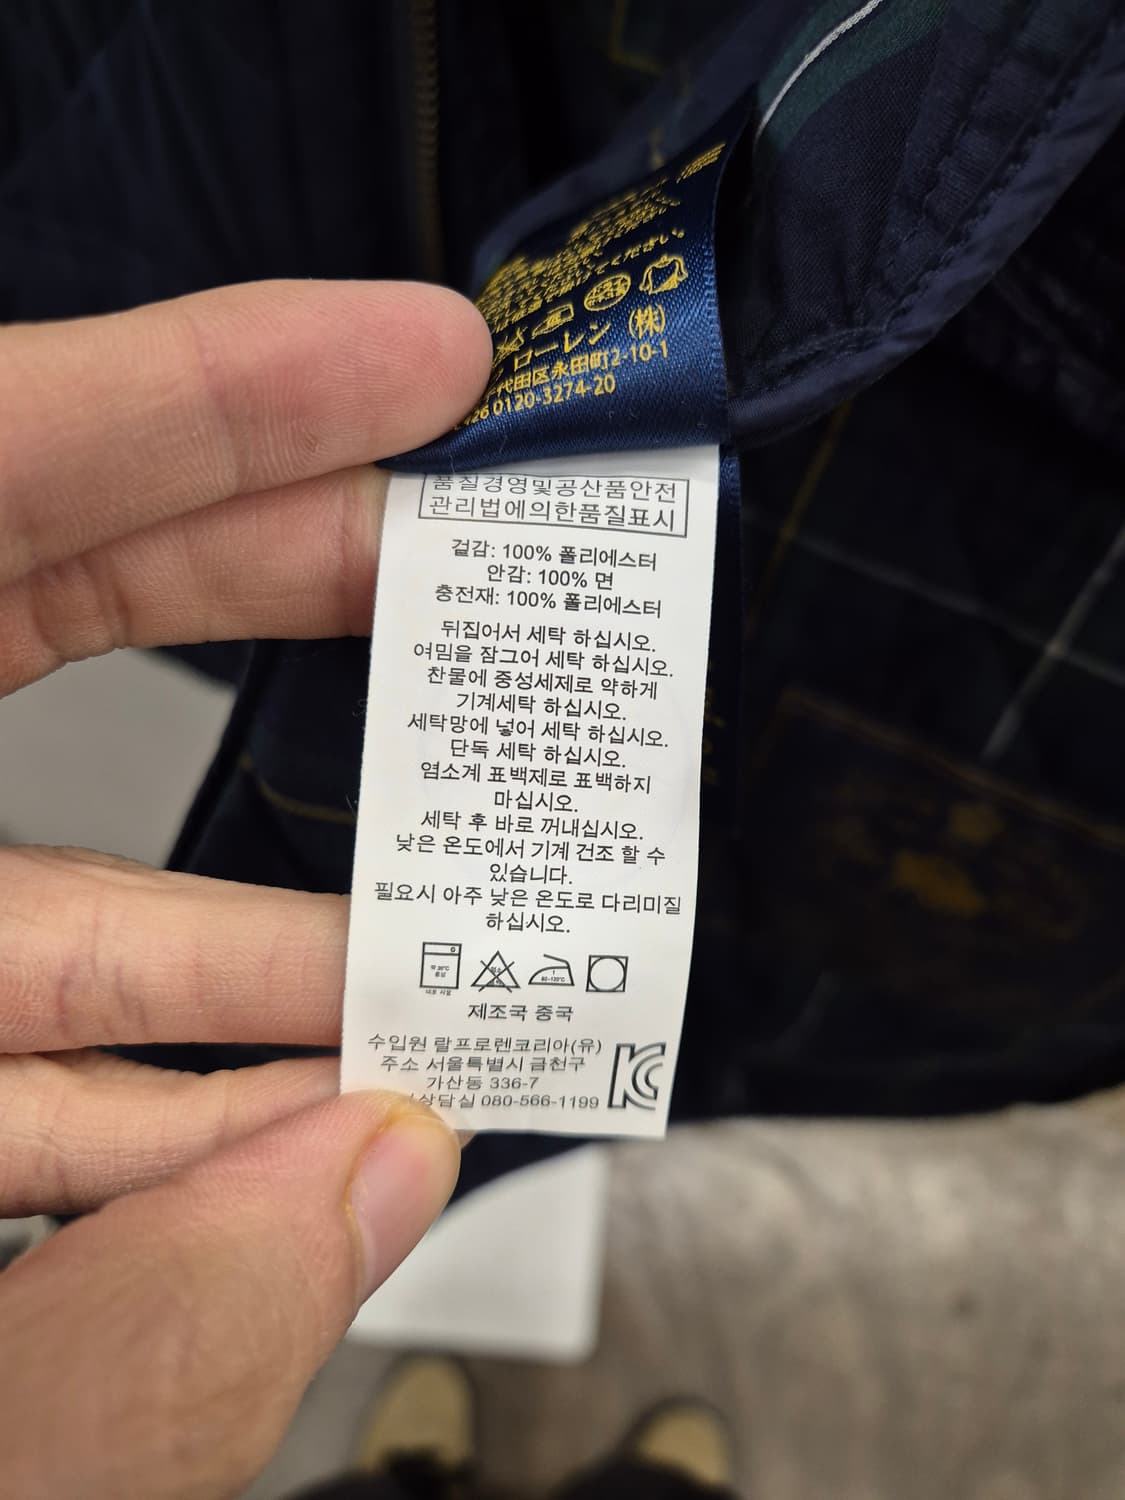 ください。
ローレン (株)
代田区永田町2-10-1
0120-3274-20
품질경영및공산품안전
관리법에의한품질표시
겉감: 100% 폴리에스터
안감: 100% 면
충전재: 100% 폴리에스터
뒤집어서 세탁 하십시오.
여밈을 잠그어 세탁 하십시오.
찬물에 중성세제로 약하게
기계세탁 하십시오.
세탁망에 넣어 세탁 하십시오.
단독 세탁 하십시오.
염소계 표백제로 표백하지
마십시오.
세탁 후 바로 꺼내십시오.
낮은 온도에서 기계 건조 할 수
있습니다.
필요시 아주 낮은 온도로 다리미질
하십시오.
약 30°C
중성
80~120°C
제조국 중국
수입원 랄프로렌코리아(유)
주소 서울특별시 금천구
가산동 336-7
상담실 080-566-1199